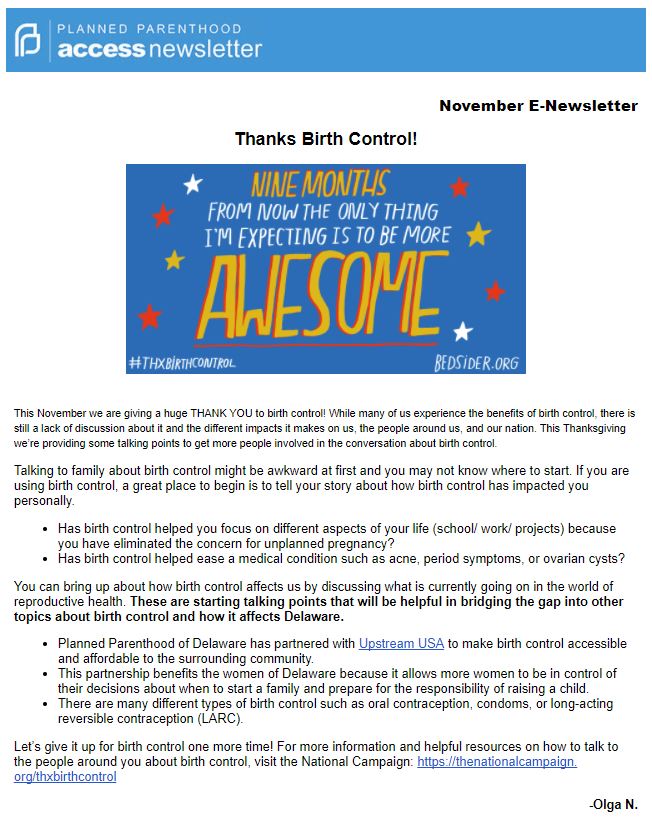 PLANNED PARENTHOOD
access newsletter
November E-Newsletter
Thanks Birth Control!
NINE MONTHS
FROM NOW THE ONLY THING
I'M EXPECTING IS TO BE MORE
AWESOME
#THXBIRTHCONTROL
BEDSIDER.ORG
This November we are giving a huge THANK YOU to birth control! While many of us experience the benefits of birth control, there is
still a lack of discussion about it and the different impacts it makes on us, the people around us, and our nation. This Thanksgiving
we're providing some talking points to get more people involved in the conversation about birth control.
Talking to family about birth control might be awkward at first and you may not know where to start. If you are
using birth control, a great place to begin is to tell your story about how birth control has impacted you
personally.
• Has birth control helped you focus on different aspects of your life (school/ work/ projects) because
you have eliminated the concern for unplanned pregnancy?
• Has birth control helped ease a medical condition such as acne, period symptoms, or ovarian cysts?
You can bring up about how birth control affects us by discussing what is currently going on in the world of
reproductive health. These are starting talking points that will be helpful in bridging the gap into other
topics about birth control and how it affects Delaware.
• Planned Parenthood of Delaware has partnered with Upstream USA to make birth control accessible
and affordable to the surrounding community.
• This partnership benefits the women of Delaware because it allows more women to be in control of
their decisions about when to start a family and prepare for the responsibility of raising a child.
• There are many different types of birth control such as oral contraception, condoms, or long-acting
reversible contraception (LARC).
Let's give it up for birth control one more time! For more information and helpful resources on how to talk to
the people around you about birth control, visit the National Campaign: https://thenationalcampaign.
org/thxbirthcontrol
-Olga N.